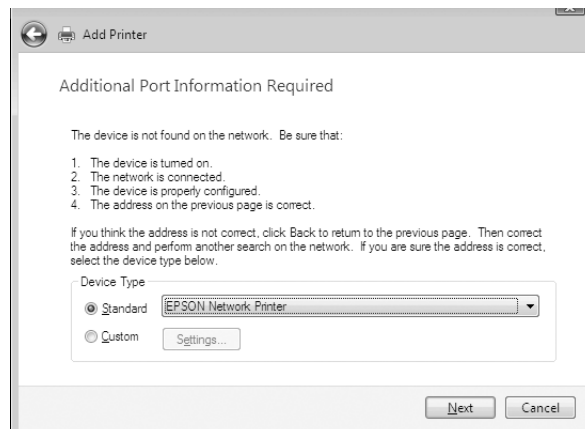 Add Printer
Additional Port Information Required
The device is not found on the network. Be sure that:
1. The device is turned on.
2. The network is connected.
3. The device is properly configured.
4. The address on the previous page is correct.
If you think the address is not correct, click Back to return to the previous page. Then correct
the address and perform another search on the network. If you are sure the address is correct,
select the device type below.
Device Type
Standard EPSON Network Printer
Custom Settings...
Next Cancel